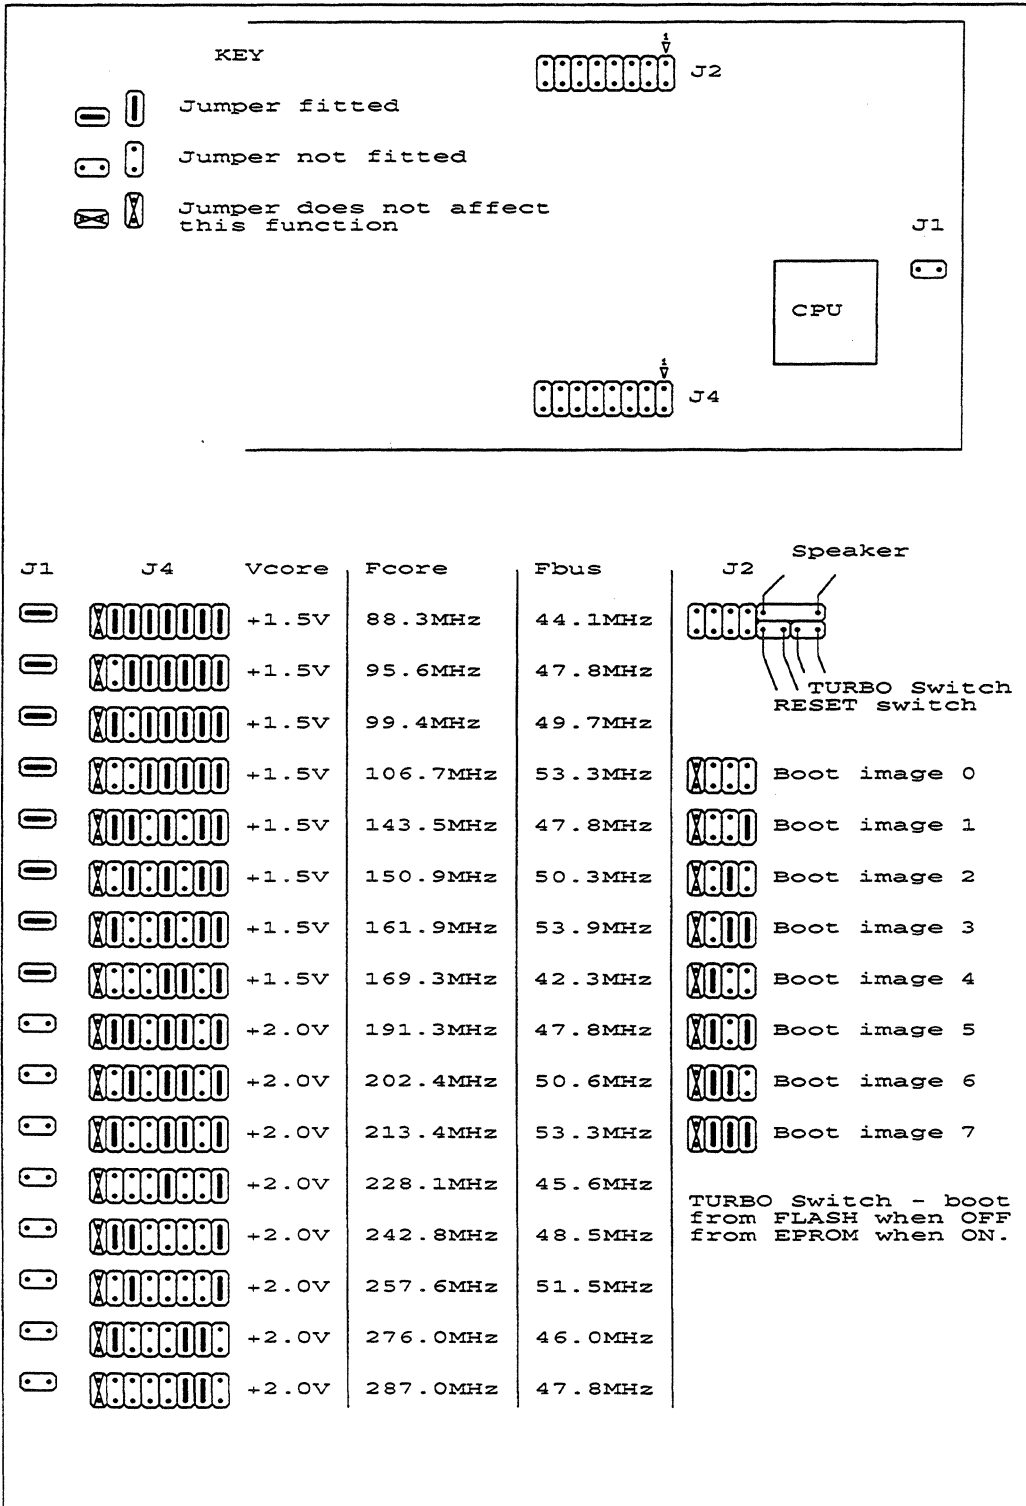 KEY
Jumper fitted
Jumper not fitted
Jumper does not affect
this function
1
J2
J1
CPU
1
J4
J1 J4 Vcore Fcore Fbus J2 Speaker
+1.5V 88.3MHz 44.1MHz
+1.5V 95.6MHz 47.8MHz
TURBO Switch
RESET switch
+1.5V 99.4MHz 49.7MHz
+1.5V 106.7MHz 53.3MHz Boot image 0
+1.5V 143.5MHz 47.8MHz Boot image 1
+1.5V 150.9MHz 50.3MHz Boot image 2
+1.5V 161.9MHz 53.9MHz Boot image 3
+1.5V 169.3MHz 42.3MHz Boot image 4
+2.0V 191.3MHz 47.8MHz Boot image 5
+2.0V 202.4MHz 50.6MHz Boot image 6
+2.0V 213.4MHz 53.3MHz Boot image 7
+2.0V 228.1MHz 45.6MHz
+2.0V 242.8MHz 48.5MHz
+2.0V 257.6MHz 51.5MHz
+2.0V 276.0MHz 46.0MHz
+2.0V 287.0MHz 47.8MHz
TURBO Switch - boot
from FLASH when OFF
from EPROM when ON.